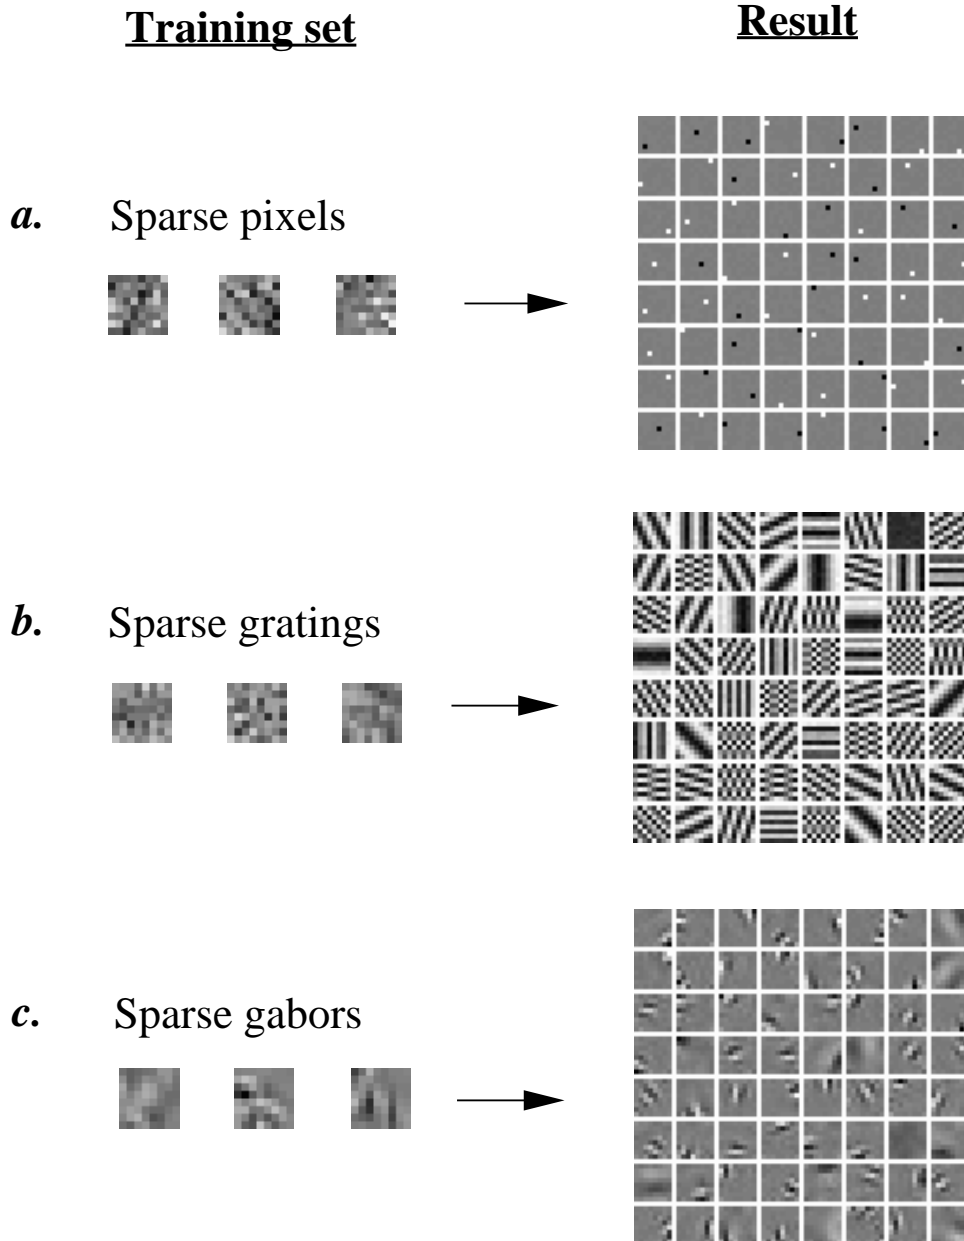 Training set
Result
a. Sparse pixels
b. Sparse gratings
c. Sparse gabors